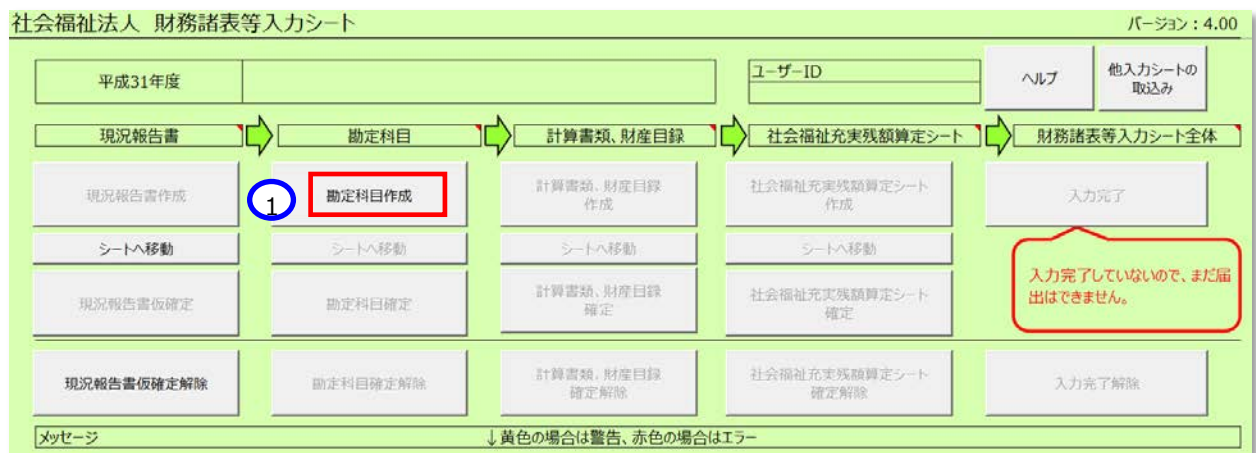 社会福祉法人 財務諸表等入力シート
バージョン：4.00
平成31年度
ユーザーID
ヘルプ
他入力シートの
取込み
現況報告書
勘定科目
計算書類、財産目録
社会福祉充実残額算定シート
財務諸表等入力シート全体
現況報告書作成
1
勘定科目作成
計算書類、財産目録
作成
社会福祉充実残額算定シート
作成
入力完了
シートへ移動
シートへ移動
シートへ移動
シートへ移動
入力完了していないので、まだ届
出はできません。
現況報告書仮確定
勘定科目確定
計算書類、財産目録
確定
社会福祉充実残額算定シート
確定
現況報告書仮確定解除
勘定科目確定解除
計算書類、財産目録
確定解除
社会福祉充実残額算定シート
確定解除
入力完了解除
メッセージ
↓黄色の場合は警告、赤色の場合はエラー